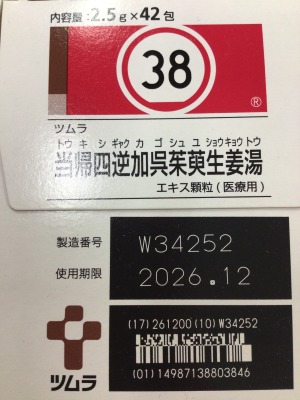 内容量:2.5g×42包
38
®
ツムラ
トウキシギャクカゴシュユショウキョウトウ
当帰四逆加呉茱萸生姜湯
エキス顆粒(医療用)
製造番号 W34252
使用期限 2026.12
(17)261200(10)W34252
(01)14987138803846
ツムラ